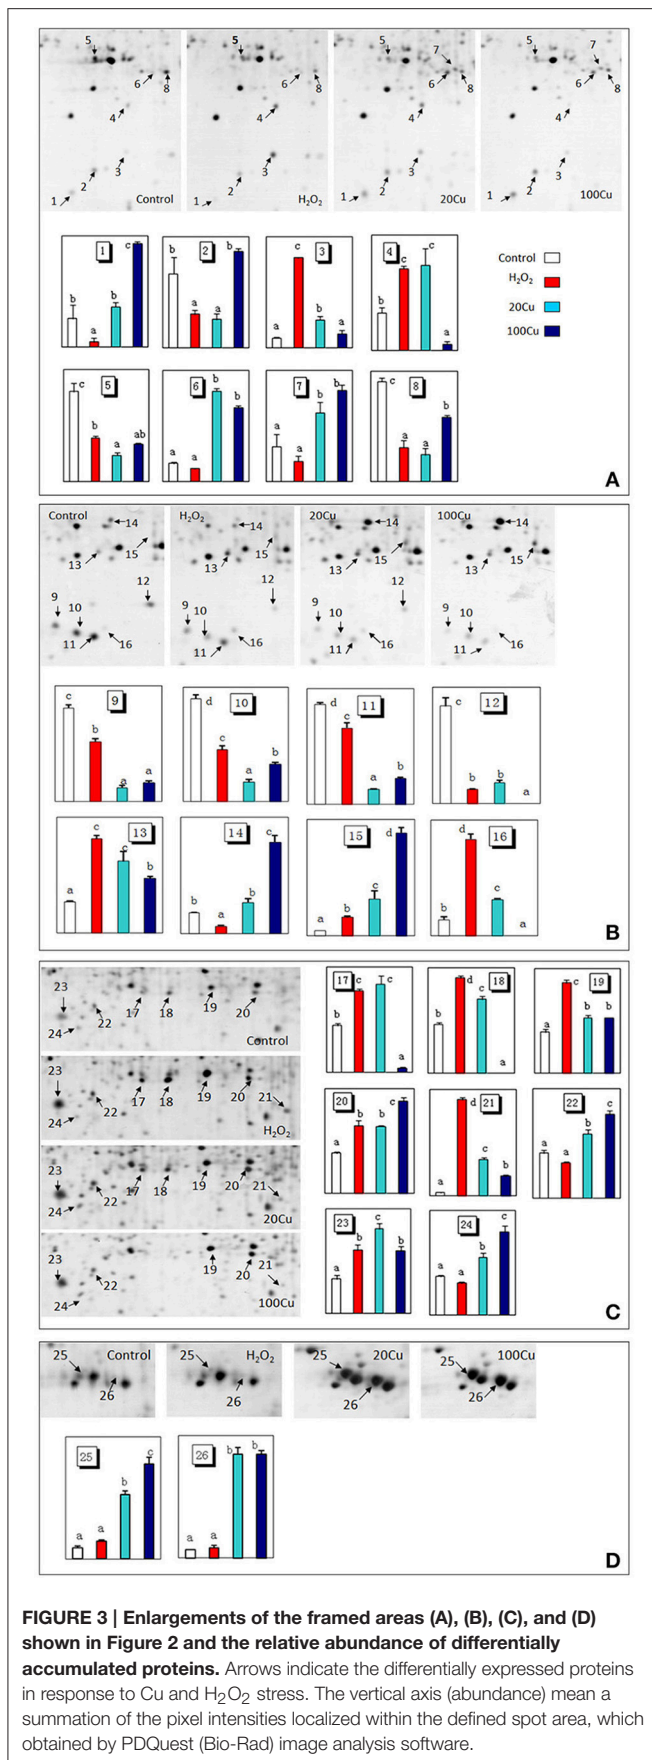 5 5 5 7 5 7
6 8 6 8 6 8 6 8
4 4 4 4
3 3 3 3
2 2 2 2
1 Control 1 H2O2 1 20Cu 1 100Cu
1 2 3 4
b a b c
b a a b
a c b a
b c c a
Control
H2O2
20Cu
100Cu
5 6 7 8
c b a ab
a a b b
a a b b
c a a b
A
Control H2O2 20Cu 100Cu
14 14 14 14
13 15 13 15 13 15 13 15
12 12 12
9 10 9 10 9 10 9 10
11 16 11 16 11 16 11 16
9 10 11 12
c b a a
d c a b
d c a b
c b b a
13 14 15 16
a c c b
b a b c
a b c d
b d c a
B
23 24 22 17 18 19 20
Control
23 24 22 17 18 19 20 21
H2O2
23 24 22 17 18 19 20 21
20Cu
23 24 22 19 20 21
100Cu
17 18 19
b c c a
b d c a
a c b b
20 21 22
a b b c
a d c b
a a b c
23 24
a b c b
a a b c
C
25 Control 25 H2O2 25 20Cu 25 100Cu
26 26 26 26
25 26
a a b c
a a b b
D
FIGURE 3 | Enlargements of the framed areas (A), (B), (C), and (D)
shown in Figure 2 and the relative abundance of differentially
accumulated proteins. Arrows indicate the differentially expressed proteins
in response to Cu and H2O2 stress. The vertical axis (abundance) mean a
summation of the pixel intensities localized within the defined spot area, which
obtained by PDQuest (Bio-Rad) image analysis software.